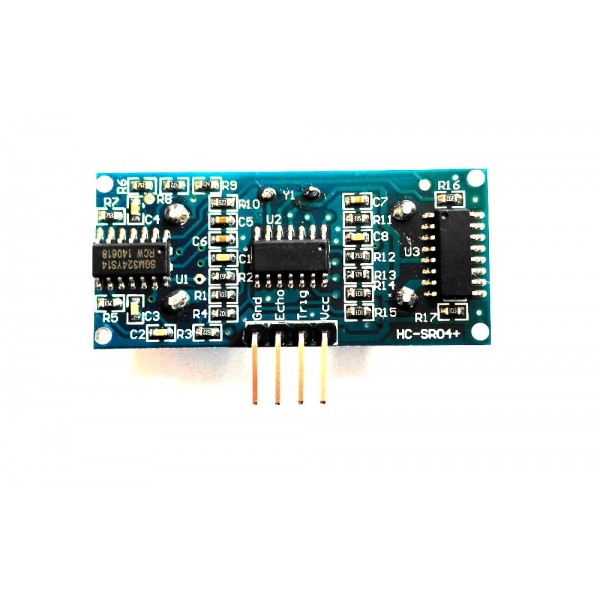 R6
R8
R9
R7
C4
R10
C5
C6
C1
R2
R1
R4
Y1
U2
C7
R11
C8
R12
R13
R14
R15
R16
U3
R17
SGM324YS14
RCW 140618
U1
R5
C3
C2
R3
Gnd
Echo
Trig
Vcc
HC-SR04+